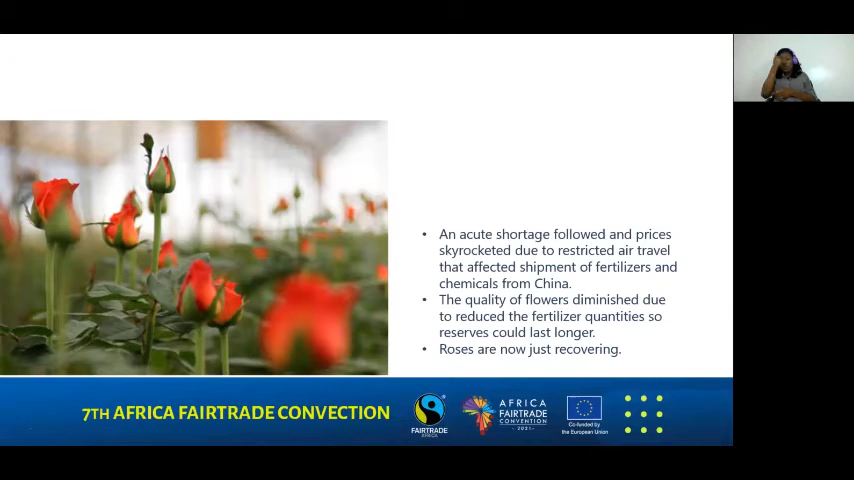 • An acute shortage followed and prices
skyrocketed due to restricted air travel
that affected shipment of fertilizers and
chemicals from China.
• The quality of flowers diminished due
to reduced the fertilizer quantities so
reserves could last longer.
• Roses are now just recovering.
7TH AFRICA FAIRTRADE CONVECTION
FAIRTRADE
AFRICA
AFRICA
FAIRTRADE
CONVENTION
- 2021 -
Co-funded by
the European Union